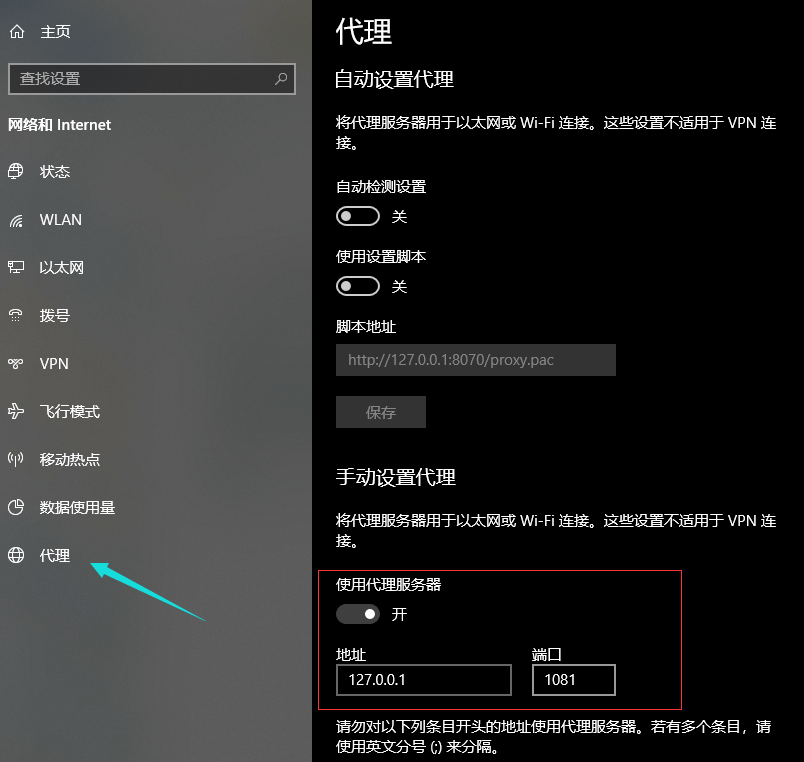 主页
查找设置
网络和 Internet
状态
WLAN
以太网
拨号
VPN
飞行模式
移动热点
数据使用量
代理
代理
自动设置代理
将代理服务器用于以太网或 Wi-Fi 连接。这些设置不适用于 VPN 连
接。
自动检测设置
关
使用设置脚本
关
脚本地址
http://127.0.0.1:8070/proxy.pac
保存
手动设置代理
将代理服务器用于以太网或 Wi-Fi 连接。这些设置不适用于 VPN 连
接。
使用代理服务器
开
地址 端口
127.0.0.1 1081
请勿对以下列条目开头的地址使用代理服务器。若有多个条目，请
使用英文分号 (;) 来分隔。